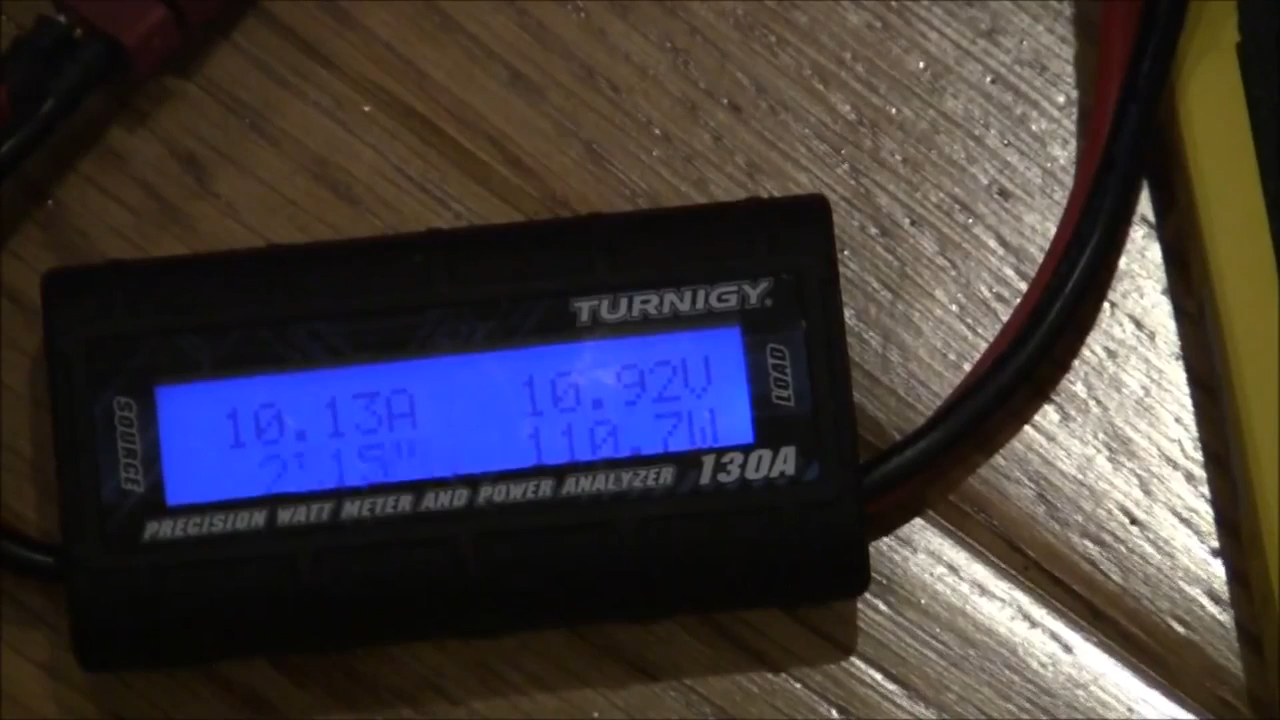 TURNIGY
SOURCE
LOAD
10.13A 10.92V
2'15" 110.7W
PRECISION WATT METER AND POWER ANALYZER 130A